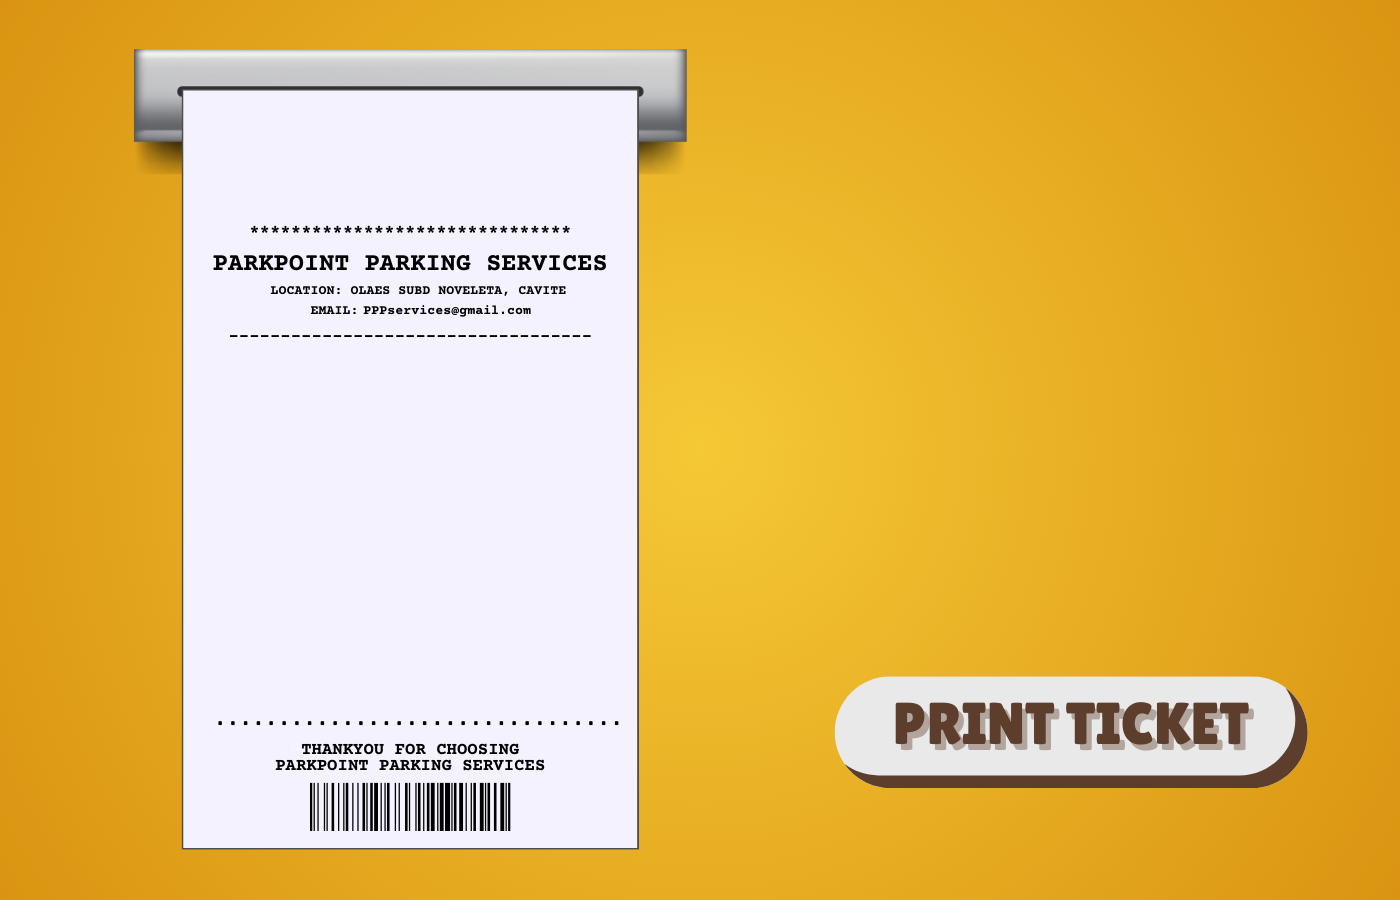 *******************************
PARKPOINT PARKING SERVICES
LOCATION: OLAES SUBD NOVELETA, CAVITE
EMAIL: PPPservices@gmail.com
-----------------------------------
................................
THANKYOU FOR CHOOSING
PARKPOINT PARKING SERVICES
PRINT TICKET